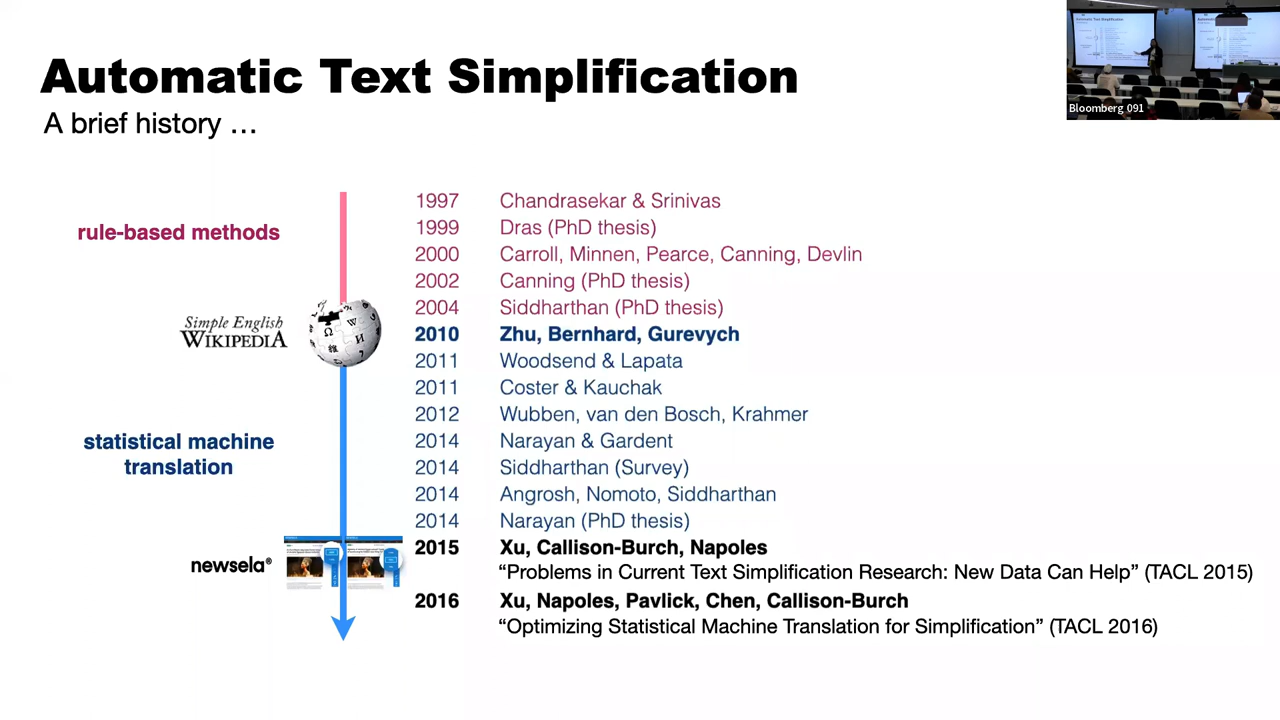 Automatic Text Simplification
A brief history …
Bloomberg 091
rule-based methods
Simple English
WIKIPEDIA
statistical machine
translation
newsela®
1997 Chandrasekar & Srinivas
1999 Dras (PhD thesis)
2000 Carroll, Minnen, Pearce, Canning, Devlin
2002 Canning (PhD thesis)
2004 Siddharthan (PhD thesis)
2010 Zhu, Bernhard, Gurevych
2011 Woodsend & Lapata
2011 Coster & Kauchak
2012 Wubben, van den Bosch, Krahmer
2014 Narayan & Gardent
2014 Siddharthan (Survey)
2014 Angrosh, Nomoto, Siddharthan
2014 Narayan (PhD thesis)
2015 Xu, Callison-Burch, Napoles
“Problems in Current Text Simplification Research: New Data Can Help” (TACL 2015)
2016 Xu, Napoles, Pavlick, Chen, Callison-Burch
“Optimizing Statistical Machine Translation for Simplification” (TACL 2016)